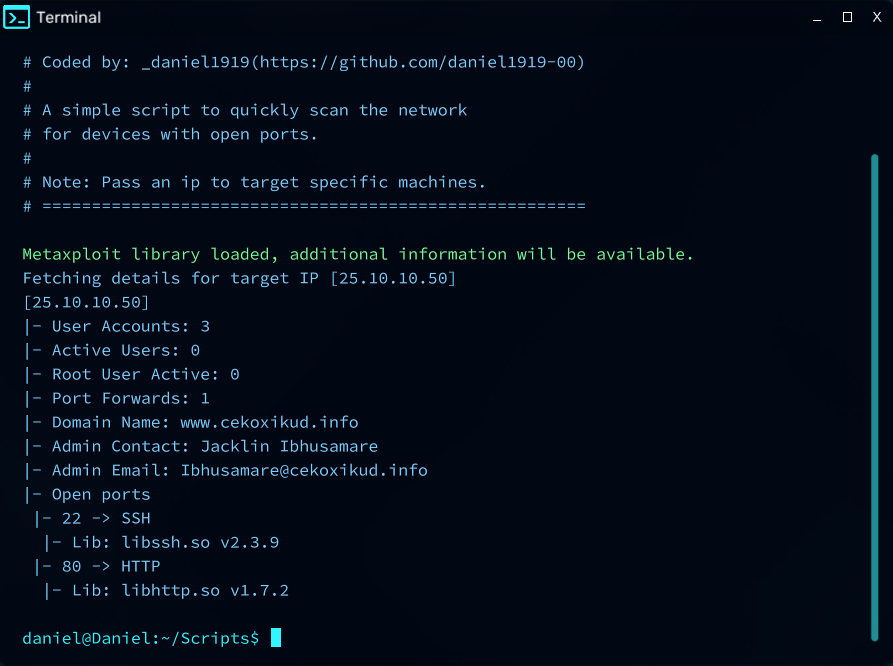 Terminal
# Coded by: _daniel1919(https://github.com/daniel1919-00)
#
# A simple script to quickly scan the network
# for devices with open ports.
#
# Note: Pass an ip to target specific machines.
# =======================================================
Metaxploit library loaded, additional information will be available.
Fetching details for target IP [25.10.10.50]
[25.10.10.50]
|- User Accounts: 3
|- Active Users: 0
|- Root User Active: 0
|- Port Forwards: 1
|- Domain Name: www.cekoxikud.info
|- Admin Contact: Jacklin Ibhusamare
|- Admin Email: Ibhusamare@cekoxikud.info
|- Open ports
 |- 22 -> SSH
  |- Lib: libssh.so v2.3.9
 |- 80 -> HTTP
  |- Lib: libhttp.so v1.7.2
daniel@Daniel:~/Scripts$